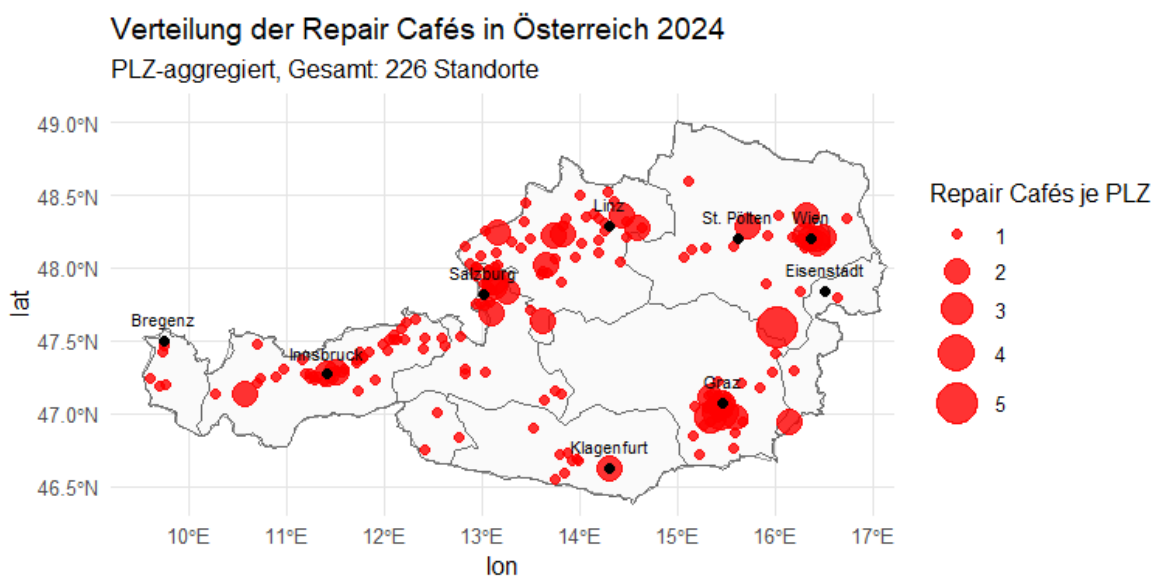 Verteilung der Repair Cafés in Österreich 2024
PLZ-aggregiert, Gesamt: 226 Standorte
49.0°N
48.5°N
48.0°N
47.5°N
47.0°N
46.5°N
lat
Linz
St. Pölten
Wien
Salzburg
Eisenstadt
Bregenz
Innsbruck
Graz
Klagenfurt
10°E
11°E
12°E
13°E
14°E
15°E
16°E
17°E
lon
Repair Cafés je PLZ
1
2
3
4
5